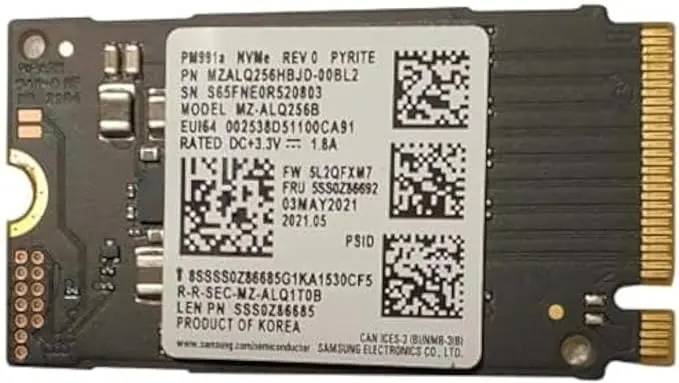 PM991a NVMe REV 0 PYRITE
PN MZALQ256HBJD-00BL2
SN S65FNE0R520803
MODEL MZ-ALQ256B
EUI64 002538D51100CA91
RATED DC+3.3V ⎓ 1.8A
FW 5L2QFXM7
FRU 5SS0Z86692
03MAY2021
2021.05
PSID
8SSSS0Z86685G1KA1530CF5
R-R-SEC-MZ-ALQ1T0B
LEN PN SSS0Z86685
PRODUCT OF KOREA
CAN ICES-3 (B)/NMB-3(B)
www.samsung.com/semiconductor SAMSUNG ELECTRONICS CO., LTD.